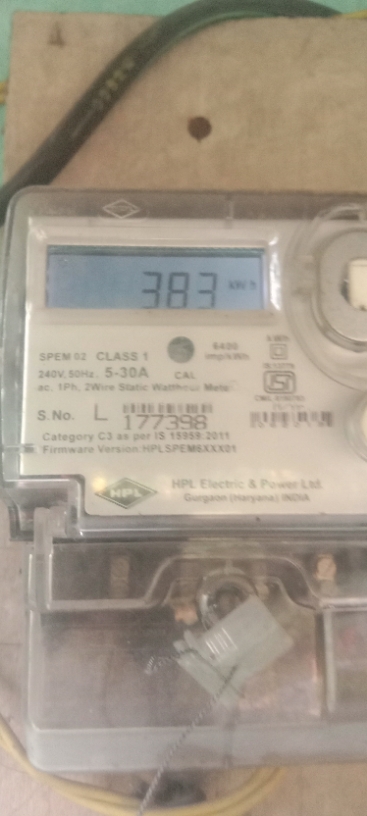 383 kWh
SPEM 02 CLASS 1
240V, 50Hz, 5-30A CAL
6400 imp/kWh
ac. 1Ph, 2Wire Static Watthour Meter
S.No. L 177398
Category C3 as per IS 15959:2011
Firmware Version:HPLSPEM6XXX01
HPL
HPL Electric & Power Ltd.
Gurgaon (Haryana) INDIA